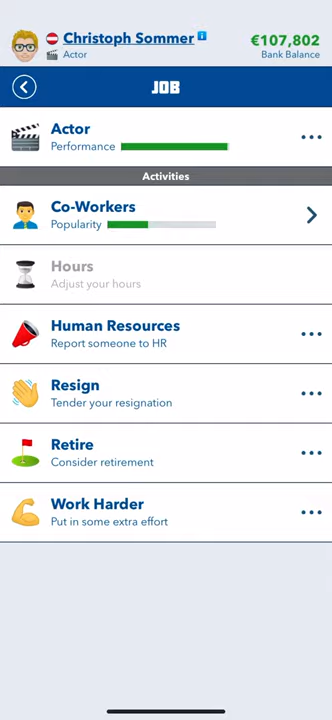 Christoph Sommer
Actor
€107,802
Bank Balance
JOB
Actor
Performance
Activities
Co-Workers
Popularity
Hours
Adjust your hours
Human Resources
Report someone to HR
Resign
Tender your resignation
Retire
Consider retirement
Work Harder
Put in some extra effort